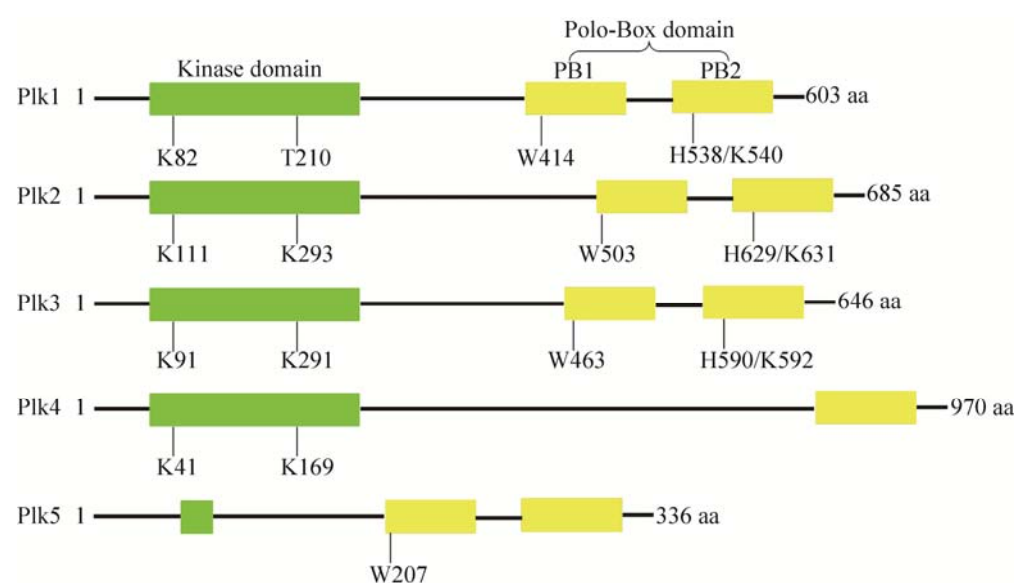 Polo-Box domain
Kinase domain PB1 PB2
Plk1 1 603 aa
K82 T210 W414 H538/K540
Plk2 1 685 aa
K111 K293 W503 H629/K631
Plk3 1 646 aa
K91 K291 W463 H590/K592
Plk4 1 970 aa
K41 K169
Plk5 1 336 aa
W207